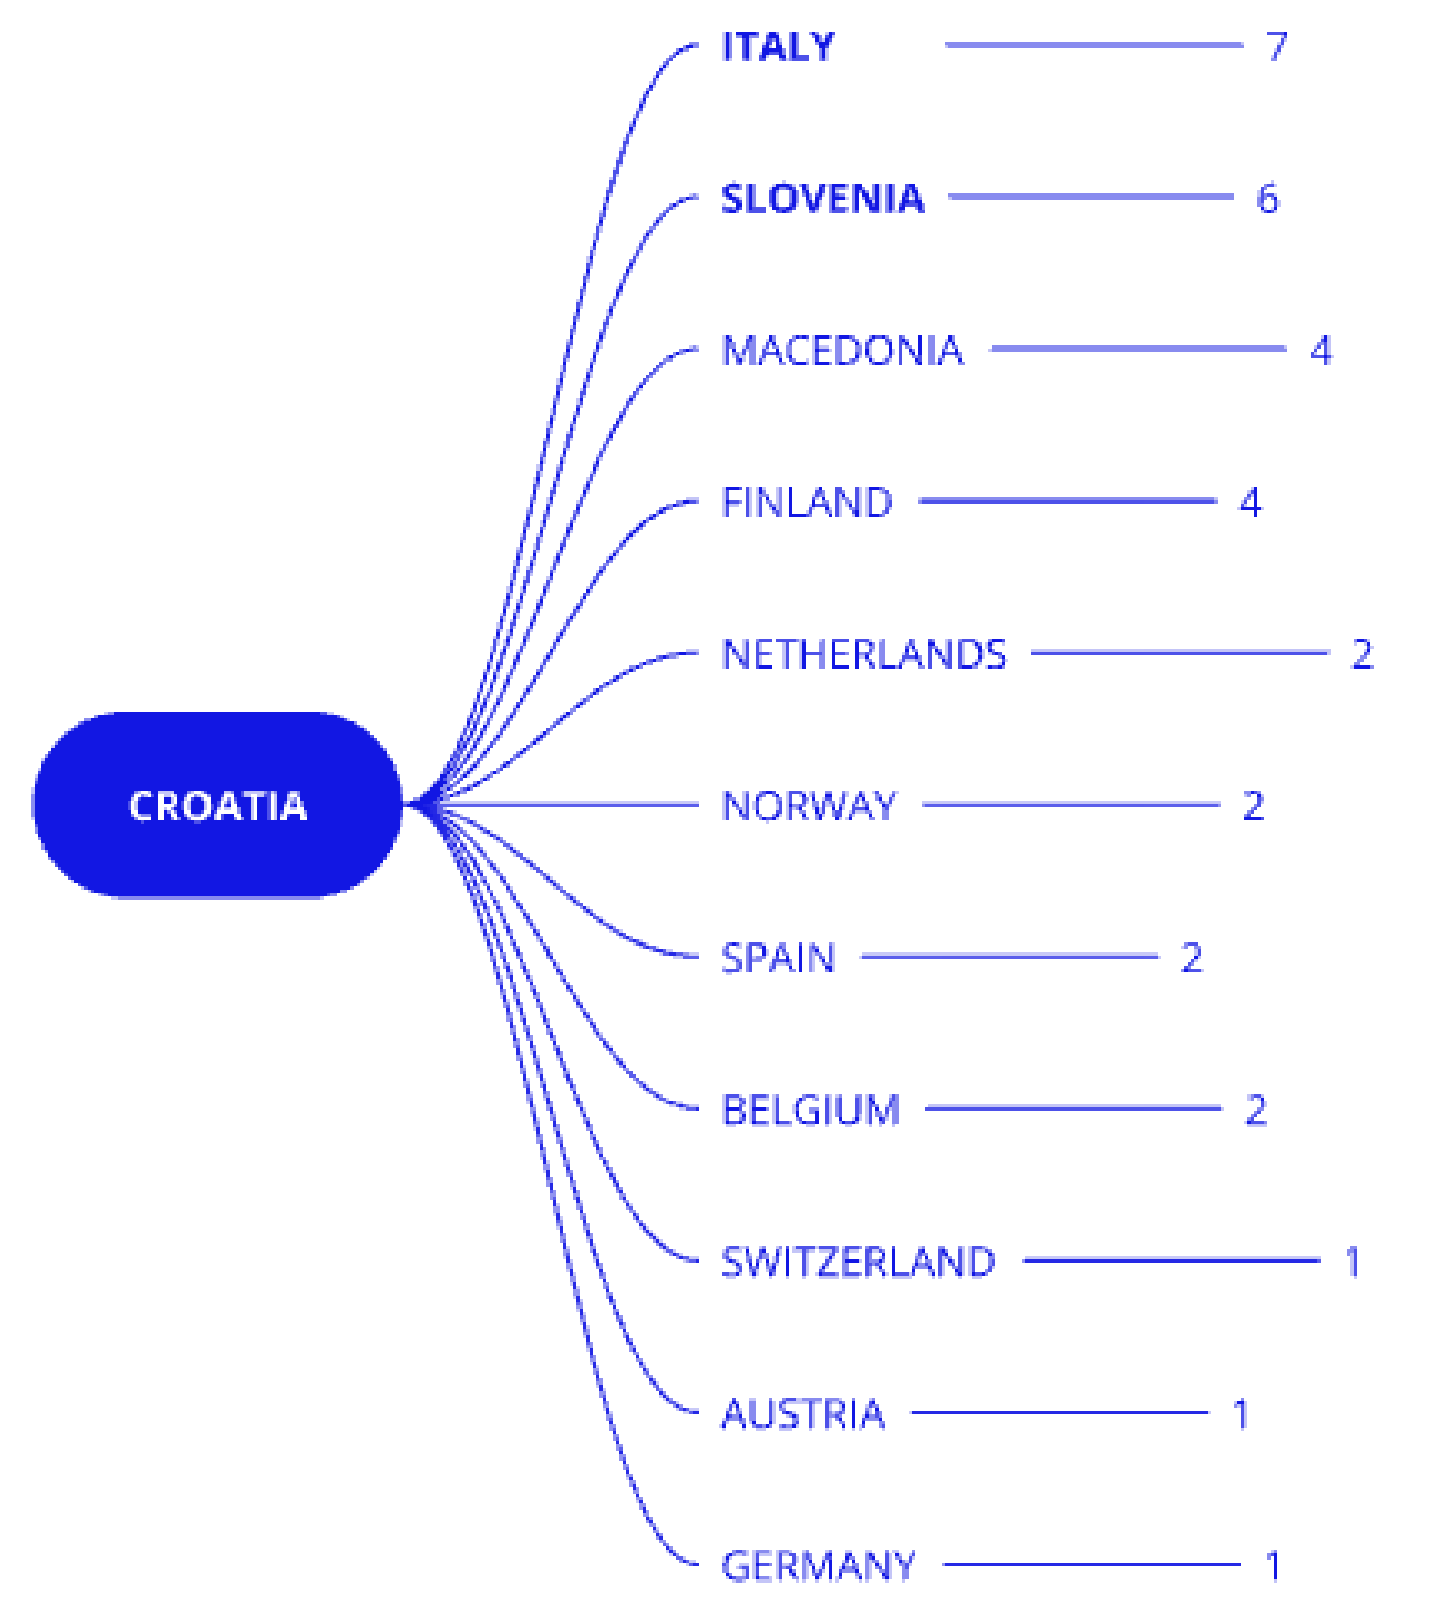 ITALY 7
SLOVENIA 6
MACEDONIA 4
FINLAND 4
NETHERLANDS 2
CROATIA
NORWAY 2
SPAIN 2
BELGIUM 2
SWITZERLAND 1
AUSTRIA 1
GERMANY 1